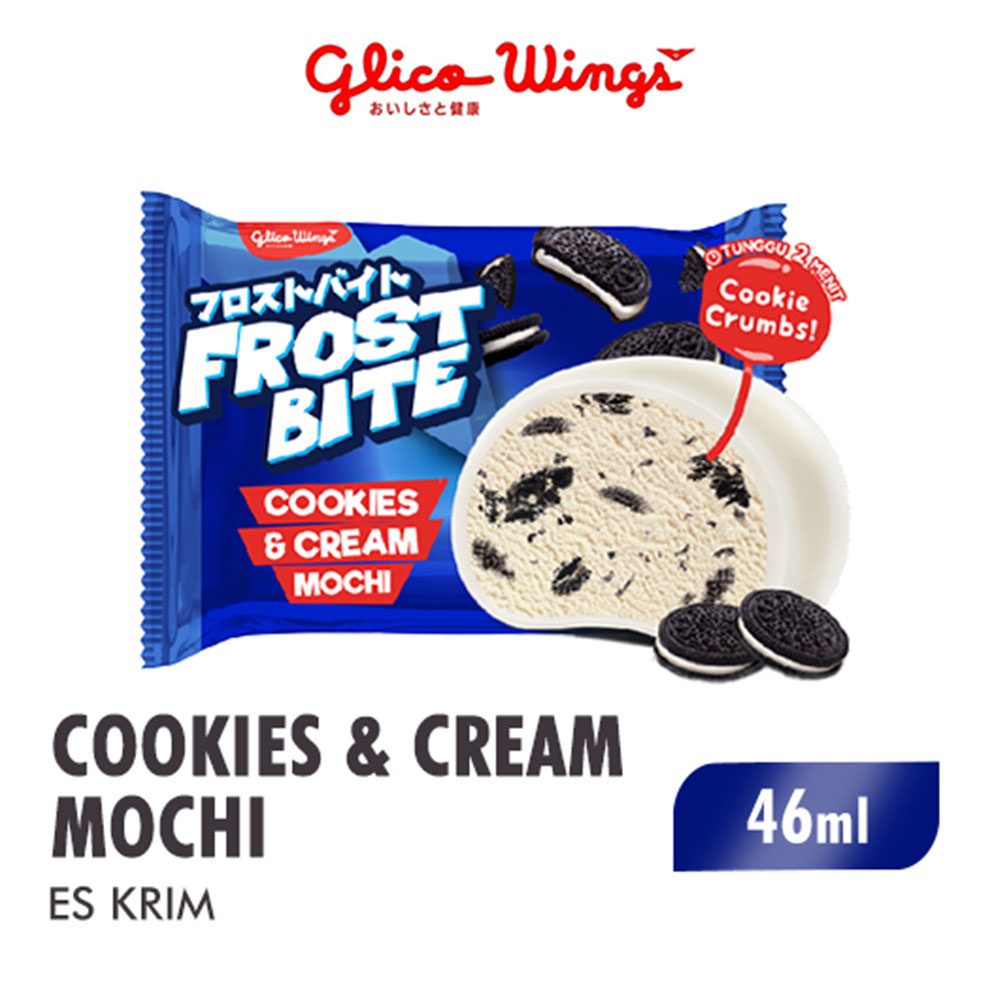 Glico Wings
おいしさと健康
Glico Wings
フロストバイト
FROST
BITE
COOKIES
& CREAM
MOCHI
TUNGGU 2 MENIT
Cookie
Crumbs!
COOKIES & CREAM
MOCHI
ES KRIM
46ml